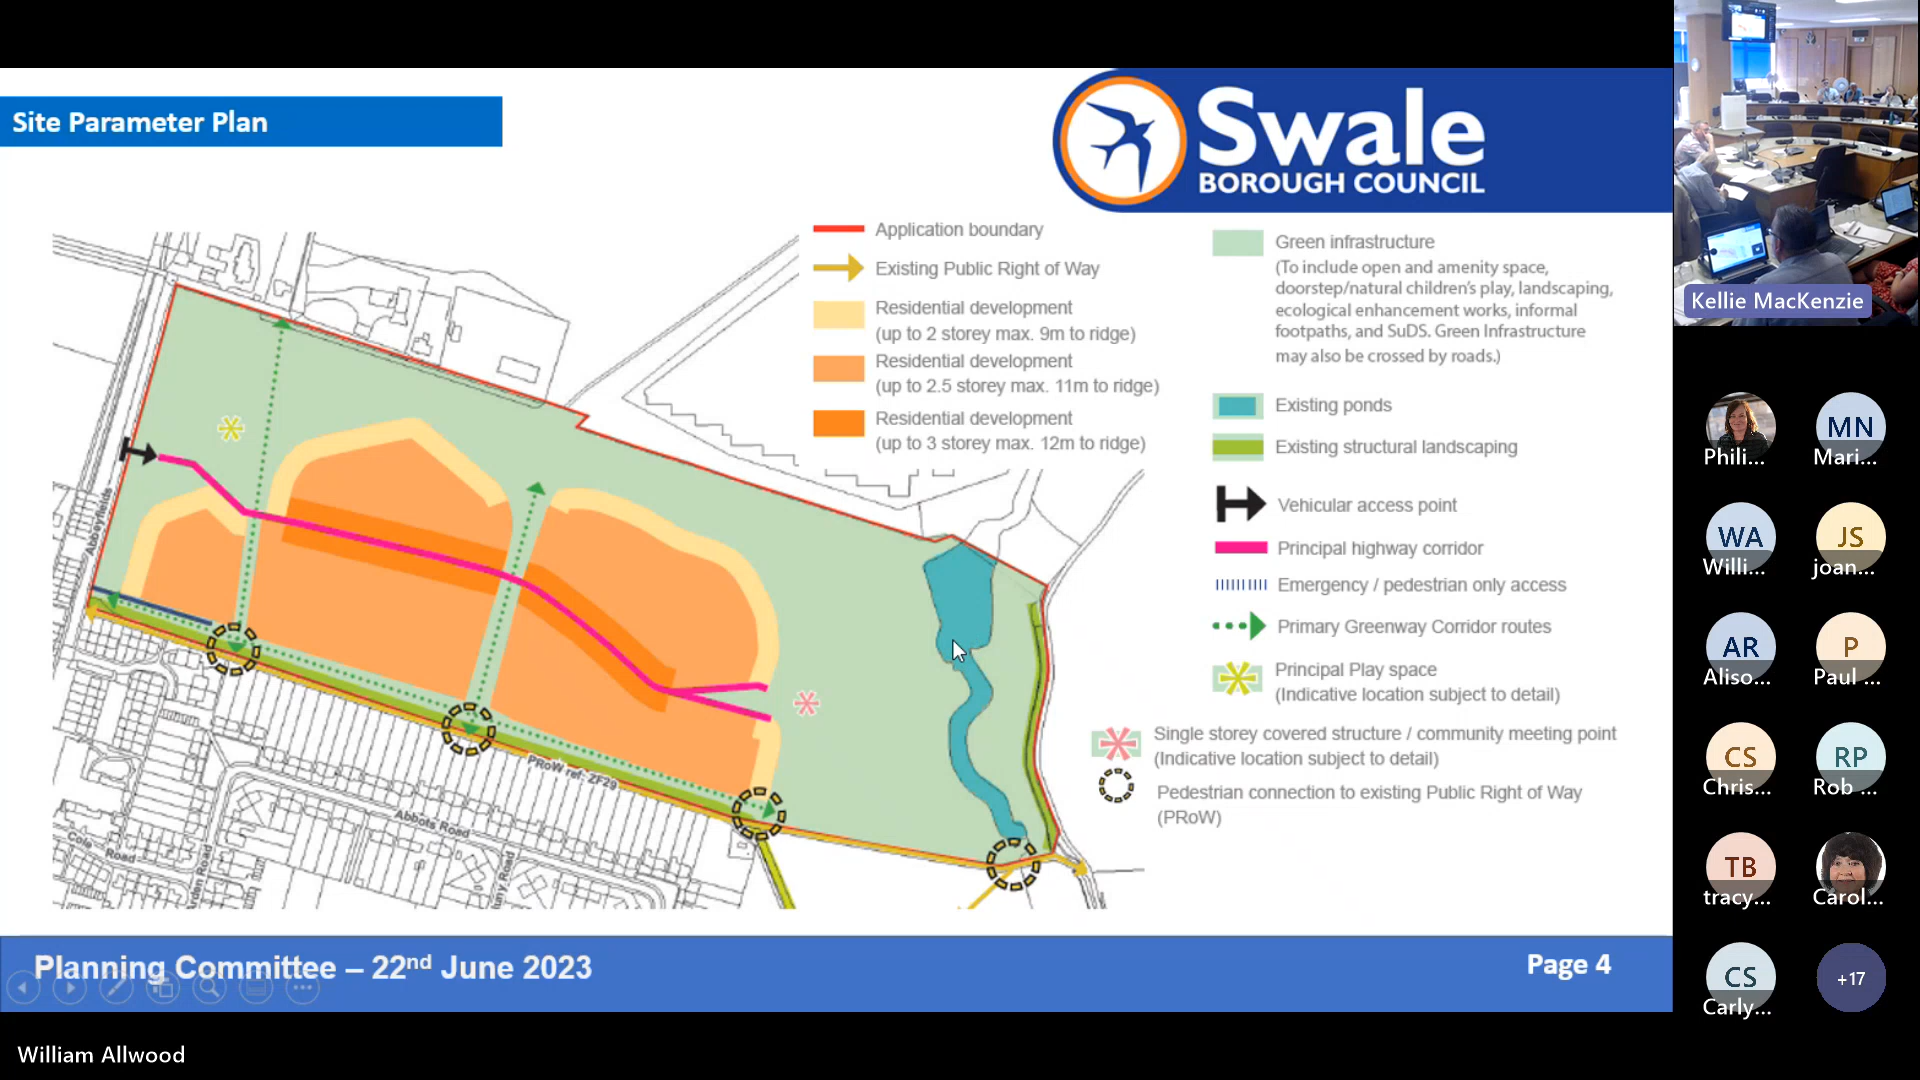 Site Parameter Plan
Swale
BOROUGH COUNCIL
Application boundary
Existing Public Right of Way
Residential development
(up to 2 storey max. 9m to ridge)
Residential development
(up to 2.5 storey max. 11m to ridge)
Residential development
(up to 3 storey max. 12m to ridge)
Green infrastructure
(To include open and amenity space,
doorstep/natural children's play, landscaping,
ecological enhancement works, informal
footpaths, and SuDS. Green Infrastructure
may also be crossed by roads.)
Existing ponds
Existing structural landscaping
Vehicular access point
Principal highway corridor
Emergency / pedestrian only access
Primary Greenway Corridor routes
Principal Play space
(Indicative location subject to detail)
Single storey covered structure / community meeting point
(Indicative location subject to detail)
Pedestrian connection to existing Public Right of Way
(PRoW)
Abbeyfields
PRoW ref: ZF29
Abbots Road
Road
Road
Road
Planning Committee – 22nd June 2023
Page 4
William Allwood
Kellie MacKenzie
Phili...
MN
Mari...
WA
Willi...
JS
joan...
AR
Aliso...
P
Paul ...
CS
Chris...
RP
Rob ...
TB
tracy...
Carol...
CS
Carly...
+17